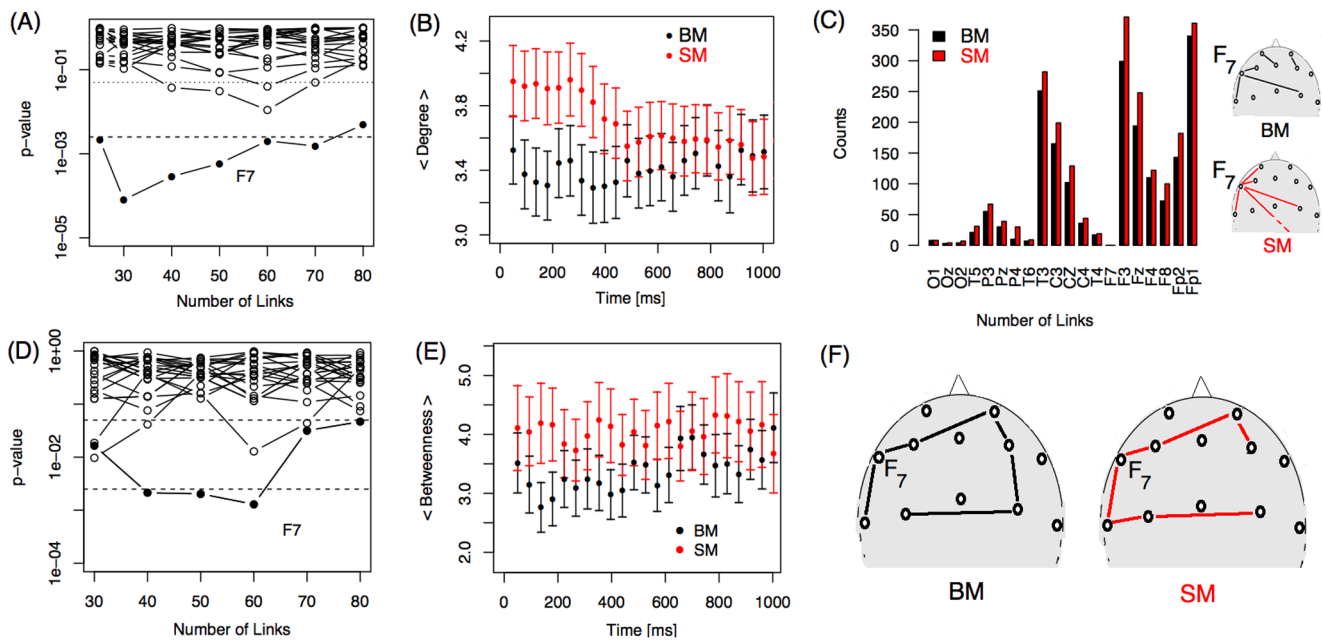 (A)
p-value
1e-01
1e-03
1e-05
F7
30 40 50 60 70 80
Number of Links
(B)
< Degree >
4.2
3.8
3.4
3.0
BM
SM
0 200 400 600 800 1000
Time [ms]
(C)
Counts
350
300
250
200
150
100
50
0
BM
SM
O1 Oz O2 T5 P3 Pz P4 T6 T3 C3 CZ C4 T4 F7 F3 Fz F4 F8 Fp2 Fp1
Number of Links
F7
BM
F7
SM
(D)
p-value
1e+00
1e-02
1e-04
F7
30 40 50 60 70 80
Number of Links
(E)
< Betweenness >
5.0
4.0
3.0
2.0
BM
SM
0 200 400 600 800 1000
Time [ms]
(F)
F7
BM
F7
SM